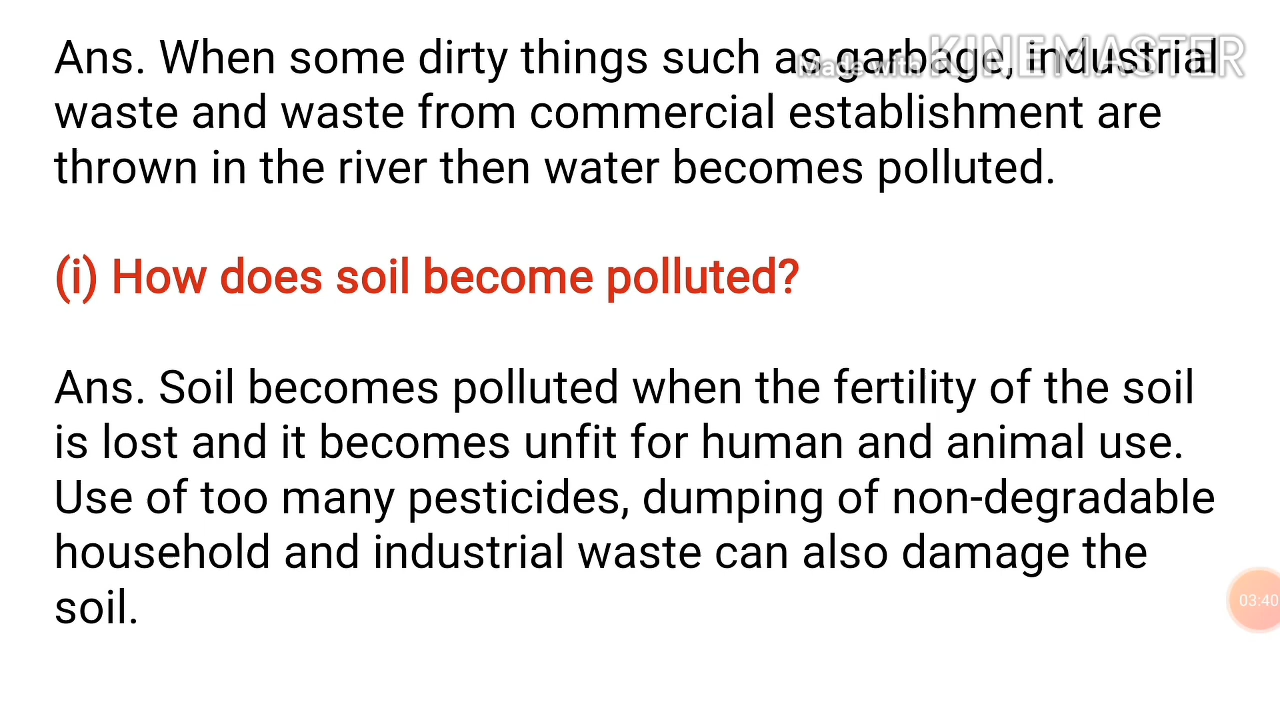 Made with KINEMASTER
Ans. When some dirty things such as garbage, industrial
waste and waste from commercial establishment are
thrown in the river then water becomes polluted.
(i) How does soil become polluted?
Ans. Soil becomes polluted when the fertility of the soil
is lost and it becomes unfit for human and animal use.
Use of too many pesticides, dumping of non-degradable
household and industrial waste can also damage the
soil.
03:40